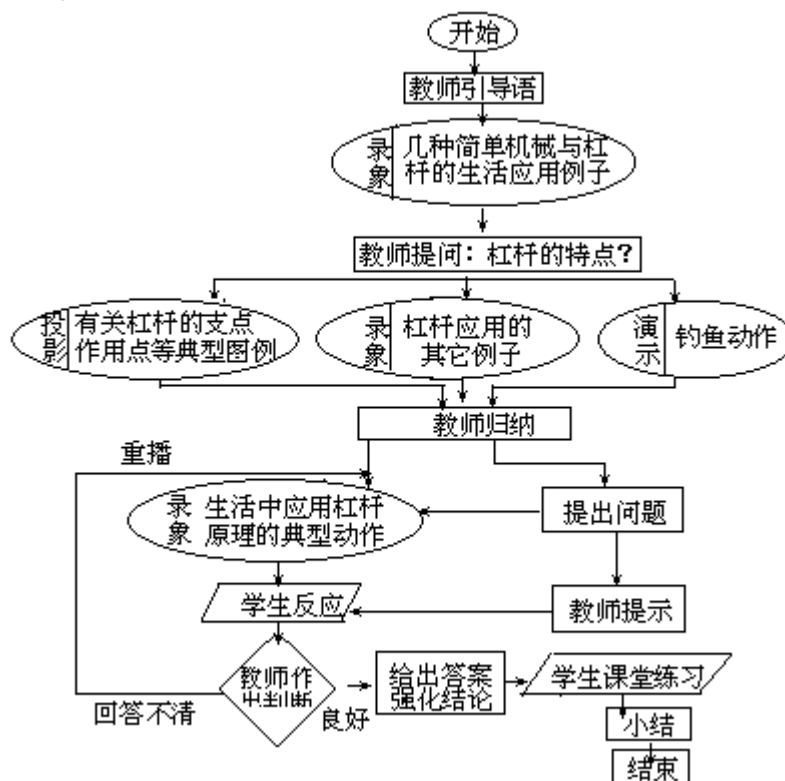 开始
教师引导语
录象
几种简单机械与杠
杆的生活应用例子
教师提问：杠杆的特点？
投影
有关杠杆的支点
作用点等典型图例
录象
杠杆应用的
其它例子
演示
钓鱼动作
教师归纳
重播
录象
生活中应用杠杆
原理的典型动作
提出问题
学生反应
教师提示
教师作
出判断
给出答案
强化结论
学生课堂练习
回答不清
良好
小结
结束